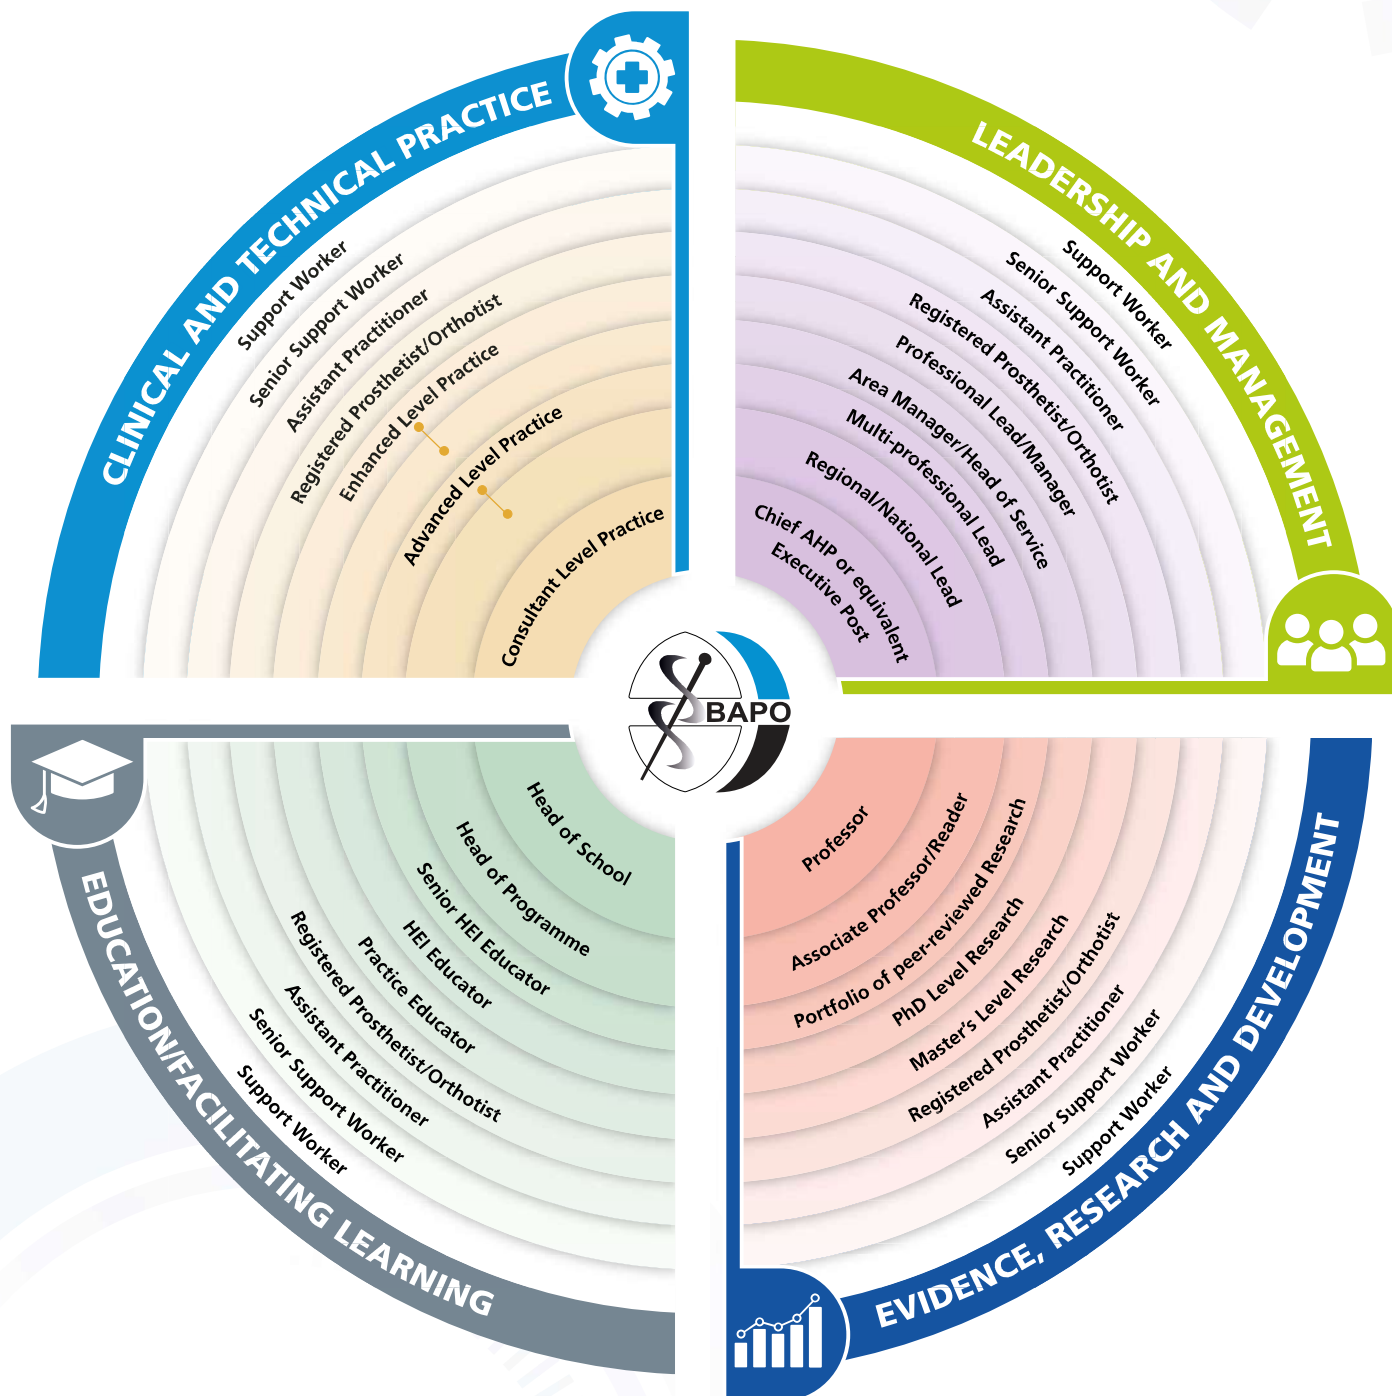 CLINICAL AND TECHNICAL PRACTICE
Support Worker
Senior Support Worker
Assistant Practitioner
Registered Prosthetist/Orthotist
Enhanced Level Practice
Advanced Level Practice
Consultant Level Practice
LEADERSHIP AND MANAGEMENT
Support Worker
Senior Support Worker
Assistant Practitioner
Registered Prosthetist/Orthotist
Professional Lead/Manager
Area Manager/Head of Service
Multi-professional Lead
Regional/National Lead
Chief AHP or equivalent
Executive Post
BAPO
Head of School
Head of Programme
Senior HEI Educator
HEI Educator
Practice Educator
Registered Prosthetist/Orthotist
Assistant Practitioner
Senior Support Worker
Support Worker
EDUCATION/FACILITATING LEARNING
Professor
Associate Professor/Reader
Portfolio of peer-reviewed Research
PhD Level Research
Master's Level Research
Registered Prosthetist/Orthotist
Assistant Practitioner
Senior Support Worker
Support Worker
EVIDENCE, RESEARCH AND DEVELOPMENT